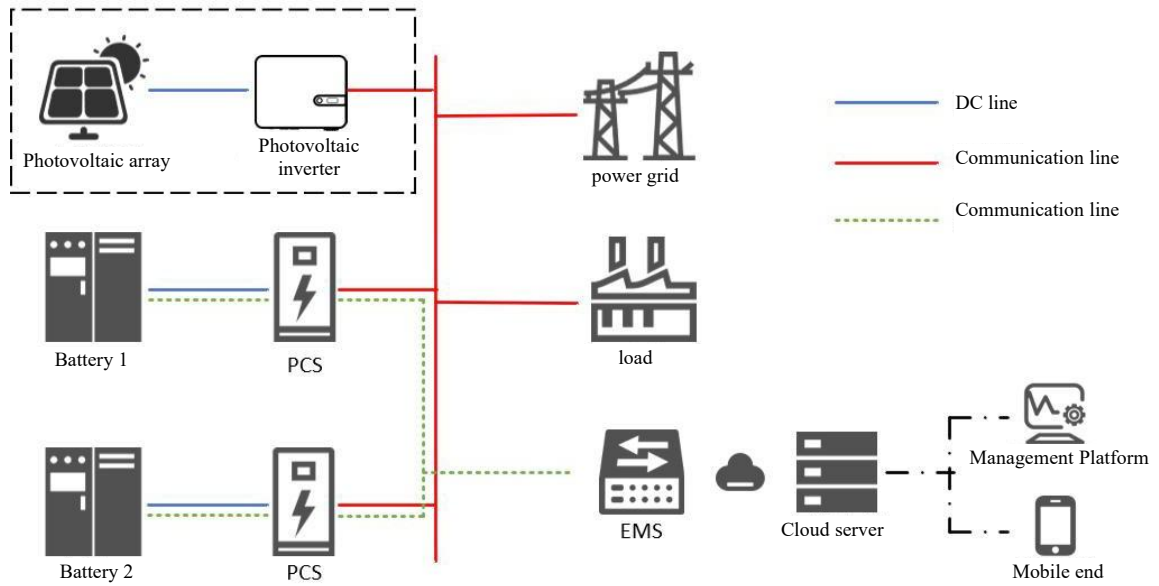 Photovoltaic array
Photovoltaic
inverter
power grid
DC line
Communication line
Communication line
Battery 1
PCS
load
Battery 2
PCS
EMS
Cloud server
Management Platform
Mobile end